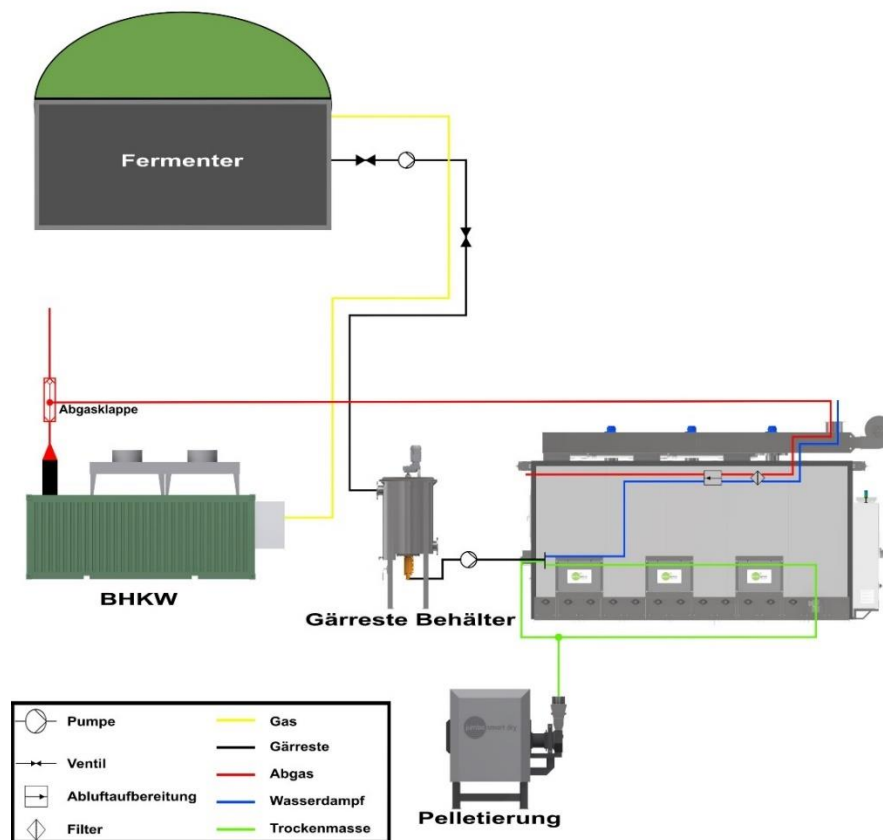 Fermenter
Abgasklappe
BHKW
Gärreste Behälter
Pelletierung
Pumpe
Ventil
Abluftaufbereitung
Filter
Gas
Gärreste
Abgas
Wasserdampf
Trockenmasse